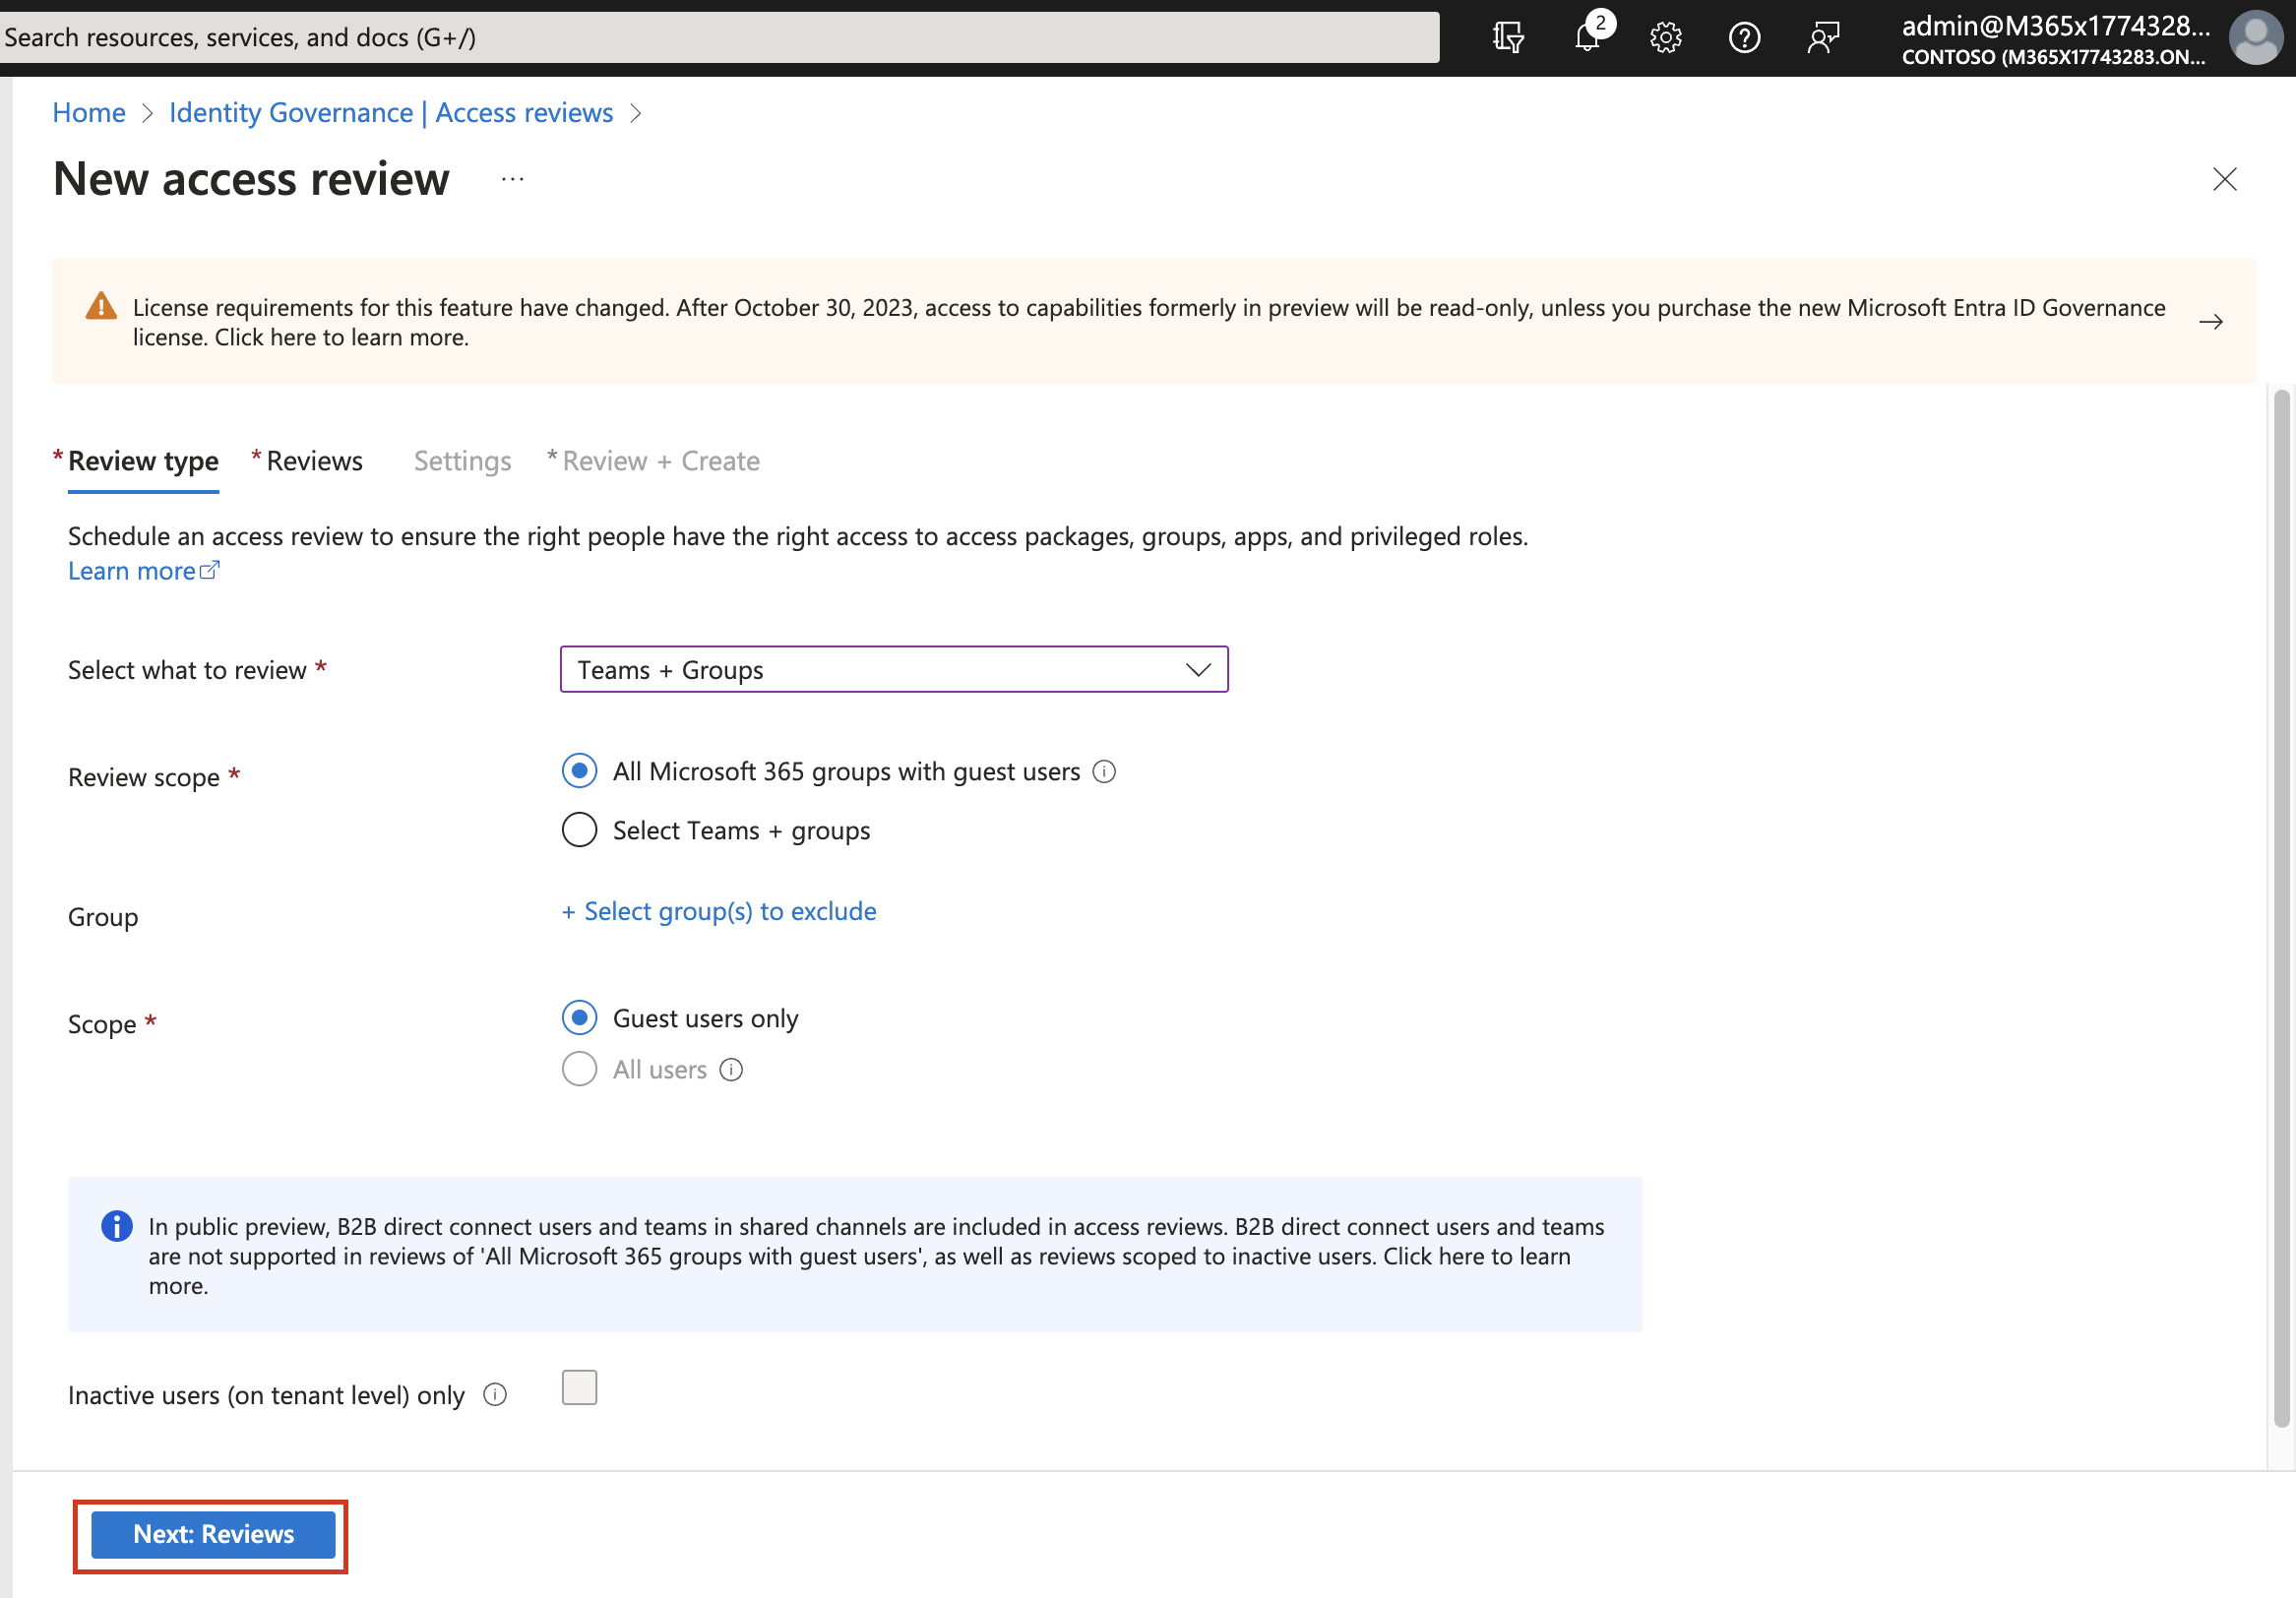 Search resources, services, and docs (G+/)
2
admin@M365x1774328...
CONTOSO (M365X17743283.ON...
Home > Identity Governance | Access reviews >
New access review ...
License requirements for this feature have changed. After October 30, 2023, access to capabilities formerly in preview will be read-only, unless you purchase the new Microsoft Entra ID Governance
license. Click here to learn more.
* Review type * Reviews Settings * Review + Create
Schedule an access review to ensure the right people have the right access to access packages, groups, apps, and privileged roles.
Learn more
Select what to review *
Teams + Groups
Review scope *
All Microsoft 365 groups with guest users
Select Teams + groups
Group
+ Select group(s) to exclude
Scope *
Guest users only
All users
In public preview, B2B direct connect users and teams in shared channels are included in access reviews. B2B direct connect users and teams
are not supported in reviews of 'All Microsoft 365 groups with guest users', as well as reviews scoped to inactive users. Click here to learn
more.
Inactive users (on tenant level) only
Next: Reviews